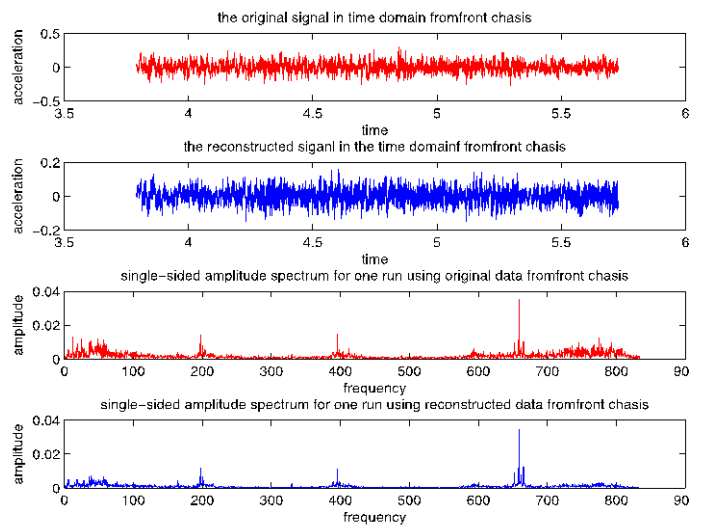 the original signal in time domain fromfront chasis
0.5
0
−0.5
acceleration
3.5 4 4.5 5 5.5 6
time
the reconstructed siganl in the time domainf fromfront chasis
0.2
0
−0.2
acceleration
3.5 4 4.5 5 5.5 6
time
single−sided amplitude spectrum for one run using original data fromfront chasis
0.04
0.02
0
amplitude
0 100 200 300 400 500 600 700 800 90
frequency
single−sided amplitude spectrum for one run using reconstructed data fromfront chasis
0.04
0.02
0
amplitude
0 100 200 300 400 500 600 700 800 90
frequency